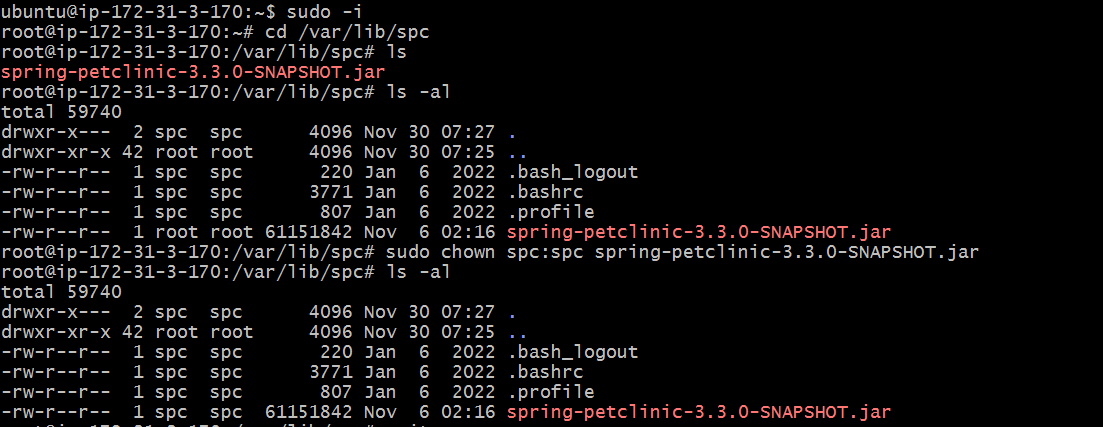 ubuntu@ip-172-31-3-170:~$ sudo -i
root@ip-172-31-3-170:~# cd /var/lib/spc
root@ip-172-31-3-170:/var/lib/spc# ls
spring-petclinic-3.3.0-SNAPSHOT.jar
root@ip-172-31-3-170:/var/lib/spc# ls -al
total 59740
drwxr-x---  2 spc  spc      4096 Nov 30 07:27 .
drwxr-xr-x 42 root root     4096 Nov 30 07:25 ..
-rw-r--r--  1 spc  spc       220 Jan  6  2022 .bash_logout
-rw-r--r--  1 spc  spc      3771 Jan  6  2022 .bashrc
-rw-r--r--  1 spc  spc       807 Jan  6  2022 .profile
-rw-r--r--  1 root root 61151842 Nov  6 02:16 spring-petclinic-3.3.0-SNAPSHOT.jar
root@ip-172-31-3-170:/var/lib/spc# sudo chown spc:spc spring-petclinic-3.3.0-SNAPSHOT.jar
root@ip-172-31-3-170:/var/lib/spc# ls -al
total 59740
drwxr-x---  2 spc  spc      4096 Nov 30 07:27 .
drwxr-xr-x 42 root root     4096 Nov 30 07:25 ..
-rw-r--r--  1 spc  spc       220 Jan  6  2022 .bash_logout
-rw-r--r--  1 spc  spc      3771 Jan  6  2022 .bashrc
-rw-r--r--  1 spc  spc       807 Jan  6  2022 .profile
-rw-r--r--  1 spc  spc  61151842 Nov  6 02:16 spring-petclinic-3.3.0-SNAPSHOT.jar